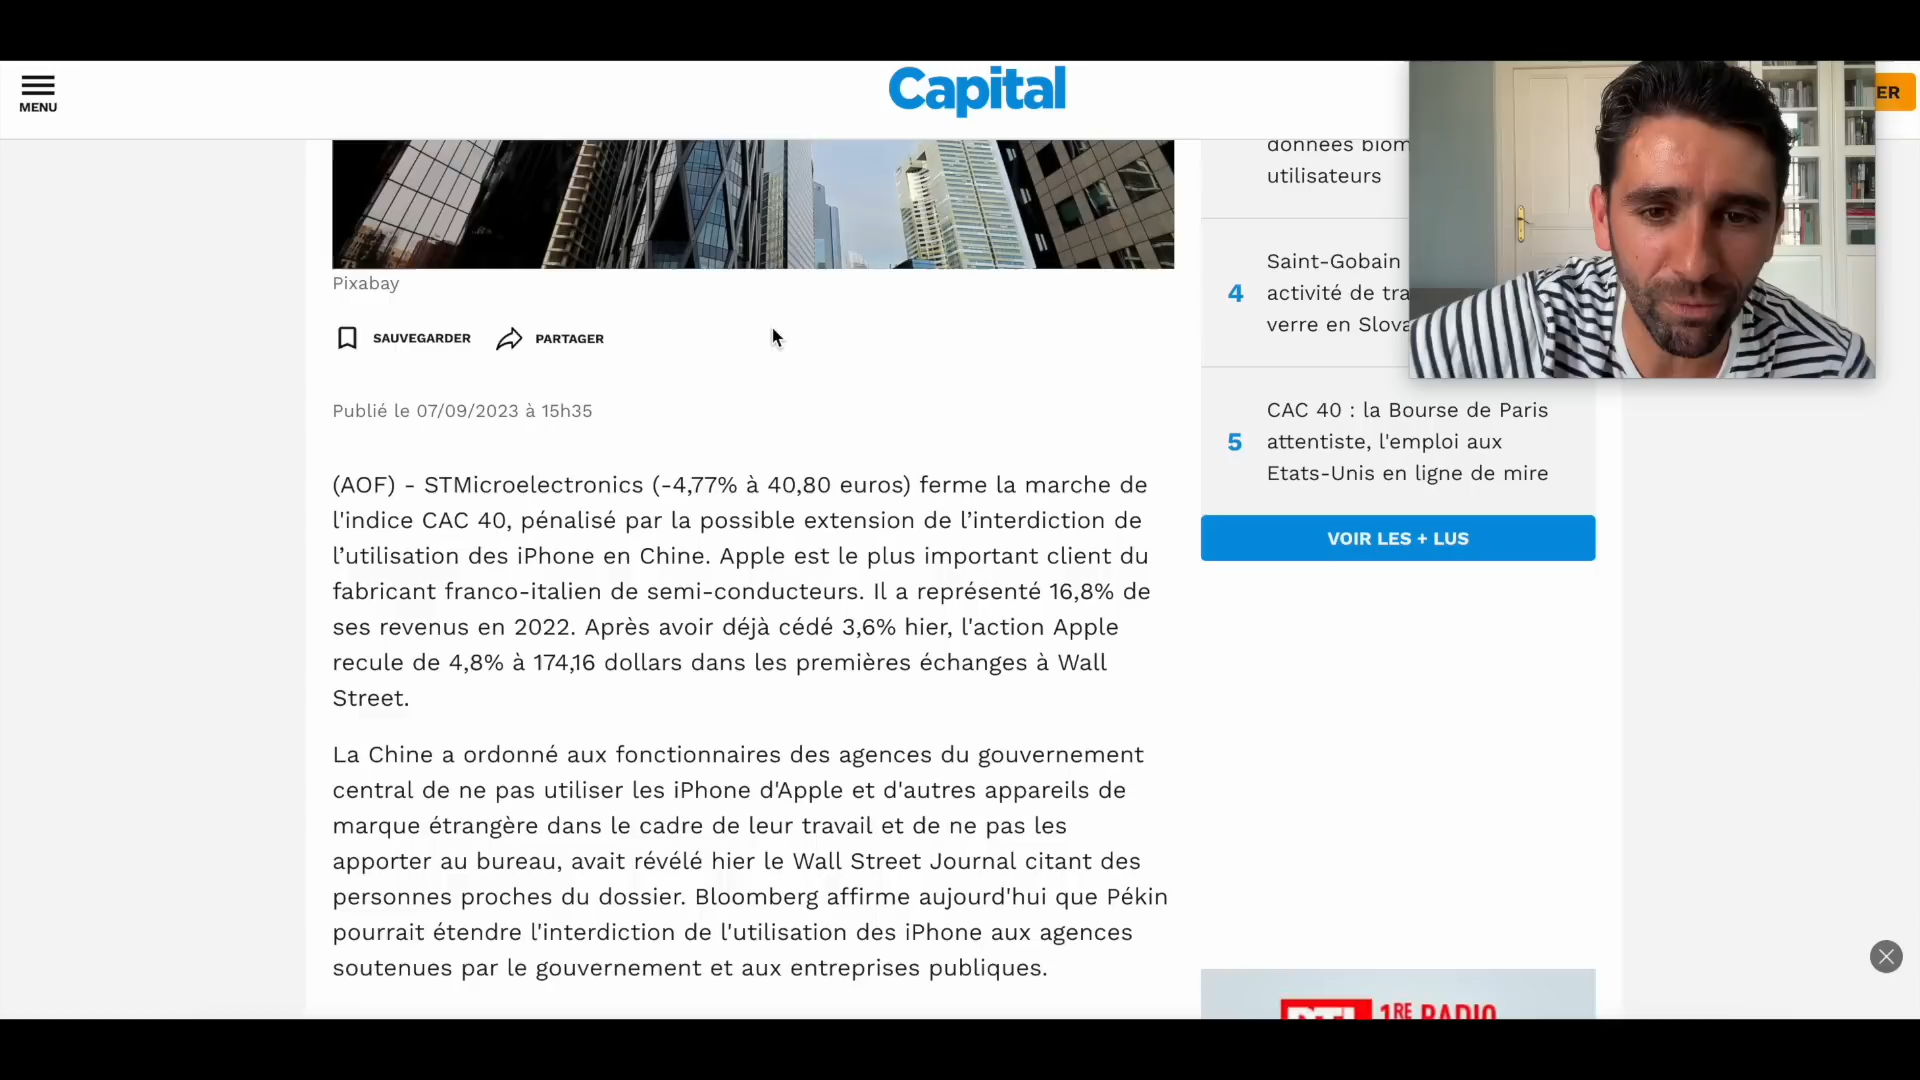 MENU
Capital
ER
Pixabay
SAUVEGARDER
PARTAGER
Publié le 07/09/2023 à 15h35
(AOF) - STMicroelectronics (-4,77% à 40,80 euros) ferme la marche de
l'indice CAC 40, pénalisé par la possible extension de l’interdiction de
l’utilisation des iPhone en Chine. Apple est le plus important client du
fabricant franco-italien de semi-conducteurs. Il a représenté 16,8% de
ses revenus en 2022. Après avoir déjà cédé 3,6% hier, l'action Apple
recule de 4,8% à 174,16 dollars dans les premières échanges à Wall
Street.
La Chine a ordonné aux fonctionnaires des agences du gouvernement
central de ne pas utiliser les iPhone d'Apple et d'autres appareils de
marque étrangère dans le cadre de leur travail et de ne pas les
apporter au bureau, avait révélé hier le Wall Street Journal citant des
personnes proches du dossier. Bloomberg affirme aujourd'hui que Pékin
pourrait étendre l'interdiction de l'utilisation des iPhone aux agences
soutenues par le gouvernement et aux entreprises publiques.
données biom
utilisateurs
4
Saint-Gobain
activité de tra
verre en Slova
5
CAC 40 : la Bourse de Paris
attentiste, l'emploi aux
Etats-Unis en ligne de mire
VOIR LES + LUS
RTL 1RE RADIO